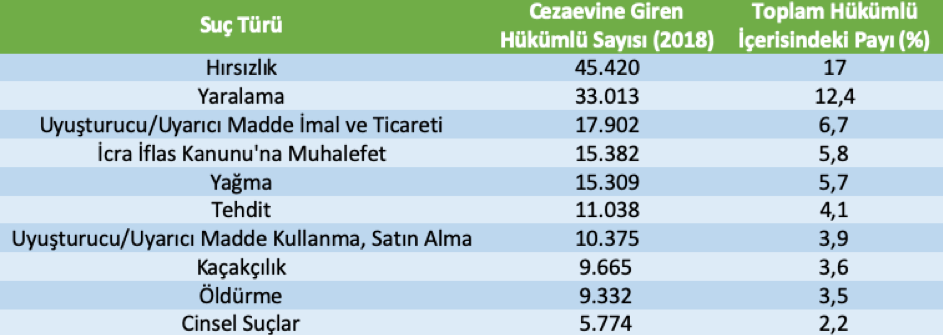 Suç Türü Cezaevine Giren Hükümlü Sayısı (2018) Toplam Hükümlü İçerisindeki Payı (%)
Hırsızlık 45.420 17
Yaralama 33.013 12,4
Uyuşturucu/Uyarıcı Madde İmal ve Ticareti 17.902 6,7
İcra İflas Kanunu'na Muhalefet 15.382 5,8
Yağma 15.309 5,7
Tehdit 11.038 4,1
Uyuşturucu/Uyarıcı Madde Kullanma, Satın Alma 10.375 3,9
Kaçakçılık 9.665 3,6
Öldürme 9.332 3,5
Cinsel Suçlar 5.774 2,2